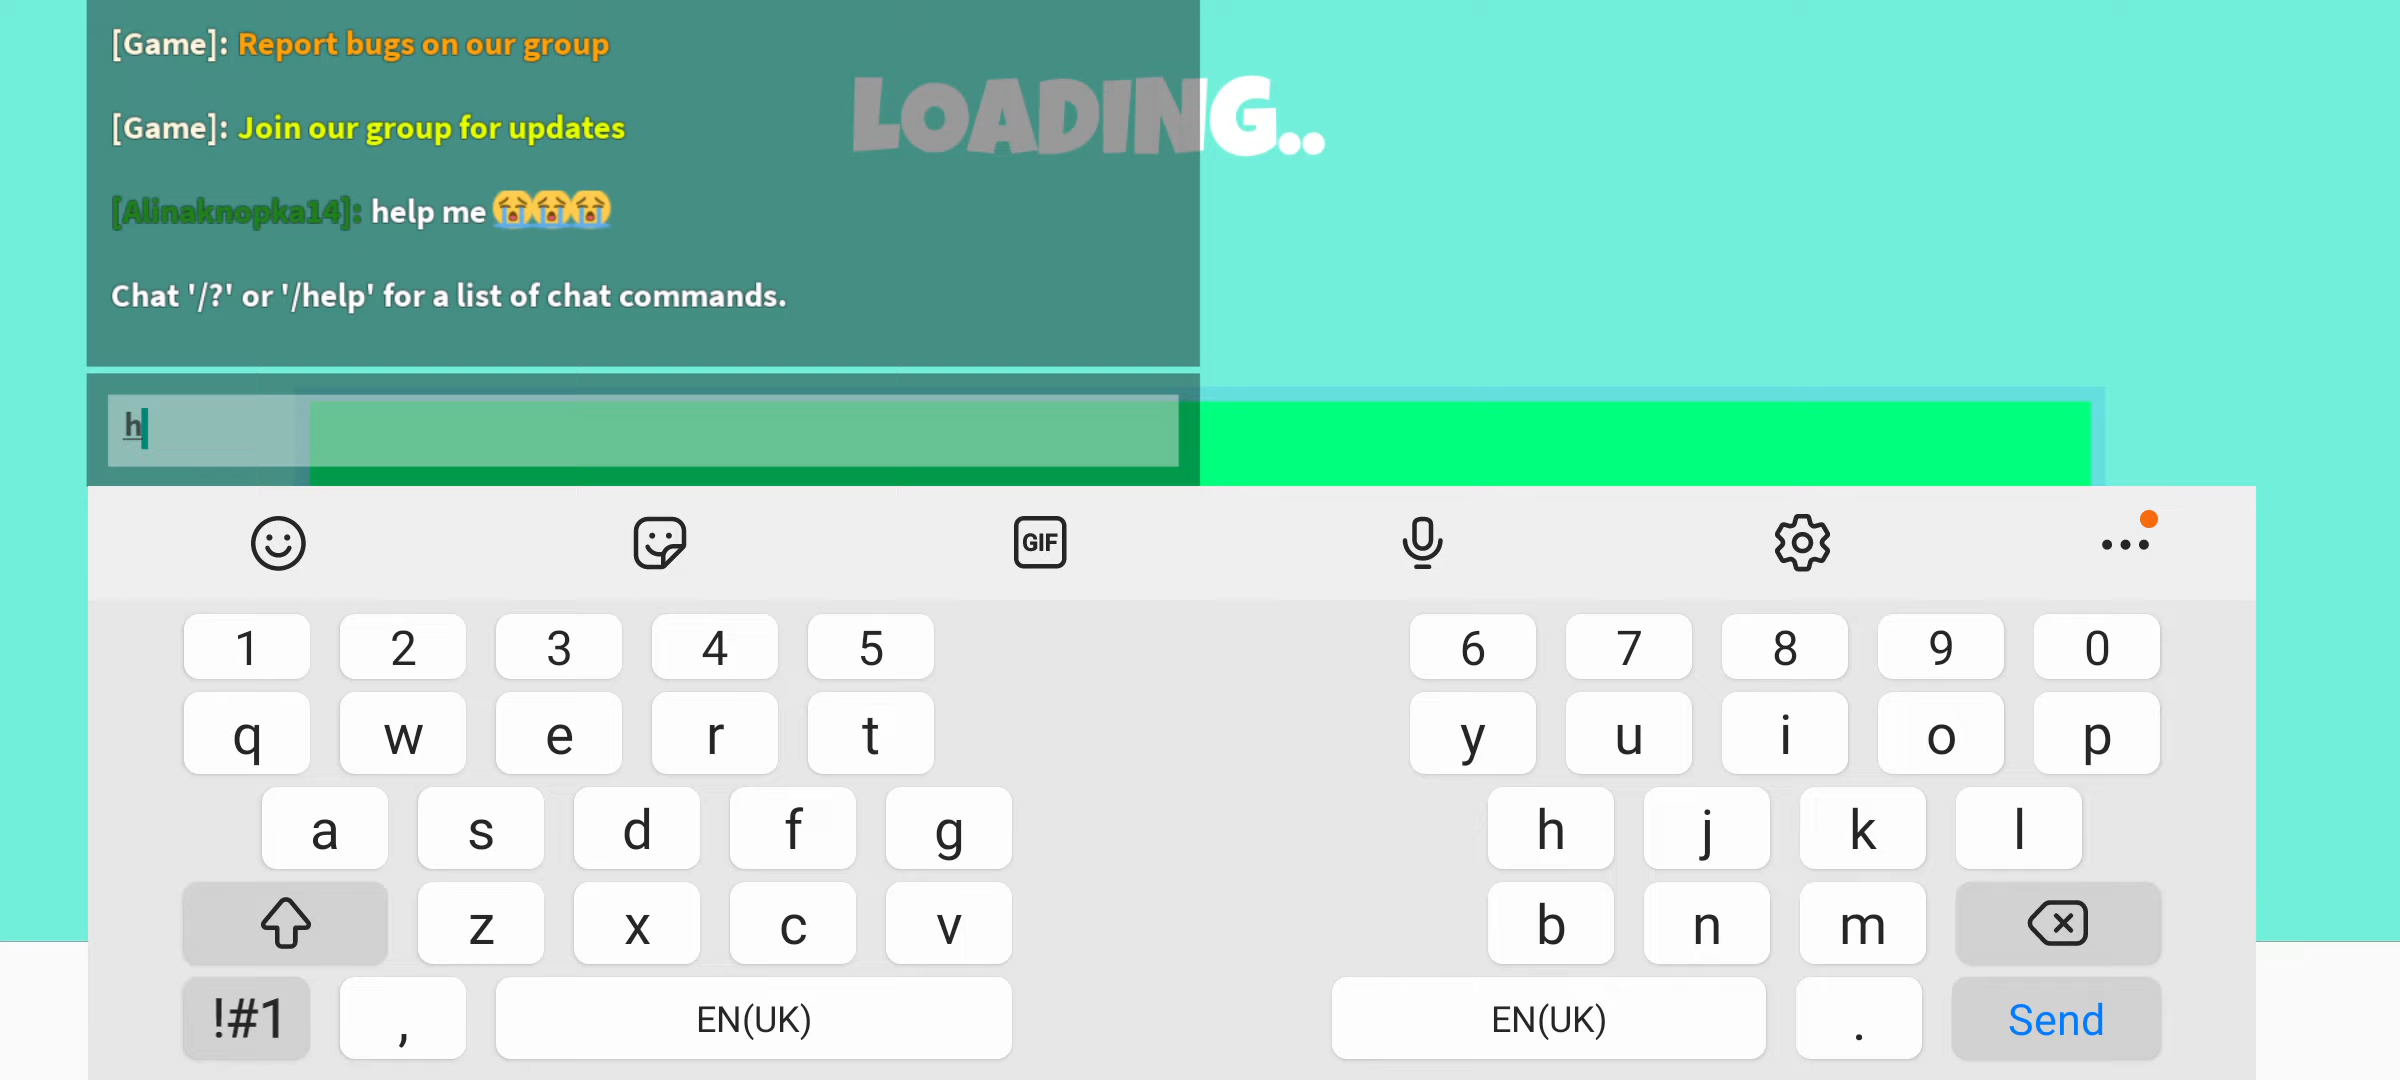 [Game]: Report bugs on our group
LOADING..
[Game]: Join our group for updates
[Alinaknopka14]: help me 😭😭😭
Chat '/?' or '/help' for a list of chat commands.
h
GIF
1 2 3 4 5 6 7 8 9 0
q w e r t y u i o p
a s d f g h j k l
z x c v b n m
!#1 , EN(UK) EN(UK) . Send